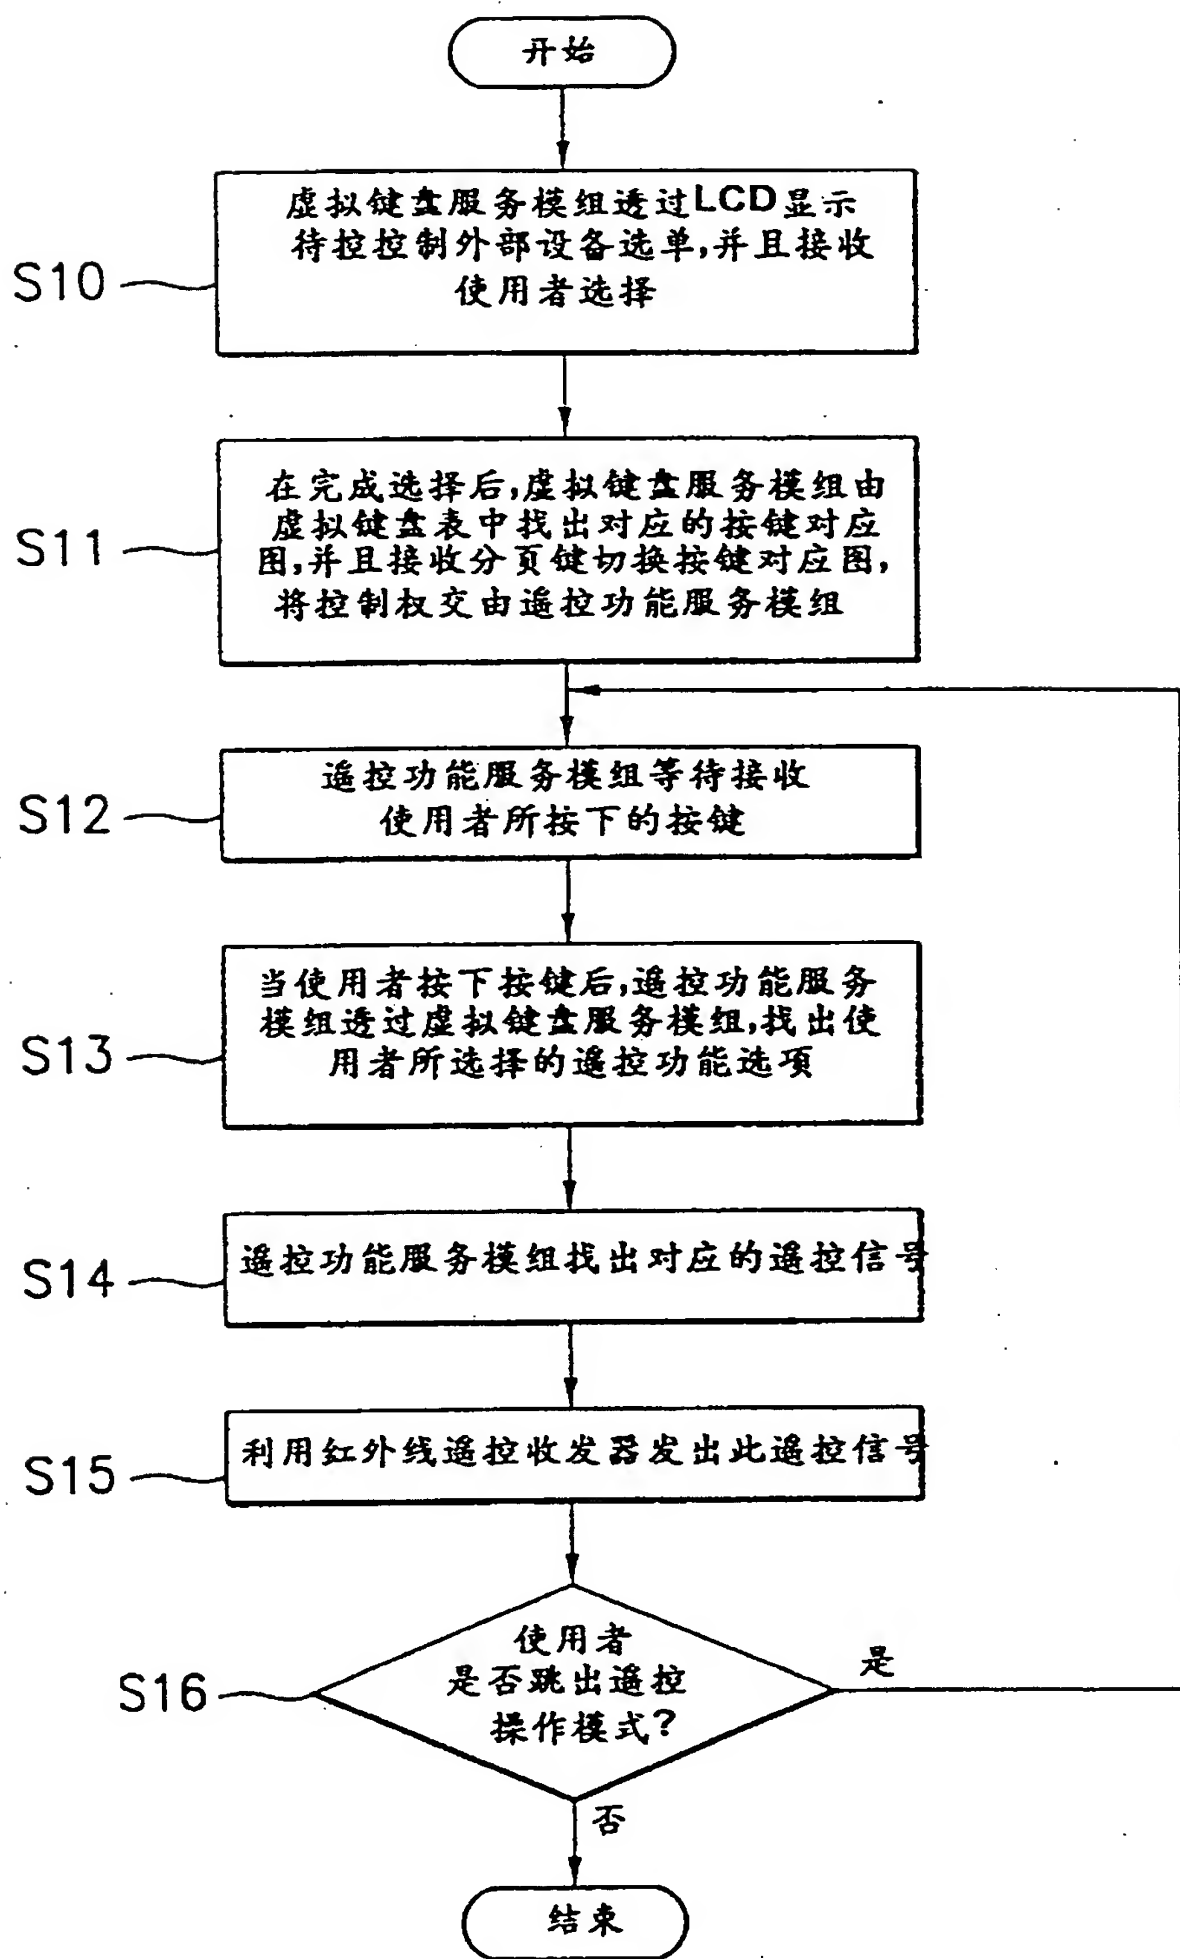 开始
S10
虚拟键盘服务模组透过LCD显示
待控控制外部设备选单,并且接收
使用者选择
S11
在完成选择后,虚拟键盘服务模组由
虚拟键盘表中找出对应的按键对应
图,并且接收分页键切换按键对应图,
将控制权交由遥控功能服务模组
S12
遥控功能服务模组等待接收
使用者所按下的按键
S13
当使用者按下按键后,遥控功能服务
模组透过虚拟键盘服务模组,找出使
用者所选择的遥控功能选项
S14
遥控功能服务模组找出对应的遥控信号
S15
利用红外线遥控收发器发出此遥控信号
S16
使用者
是否跳出遥控
操作模式?
是
否
结束